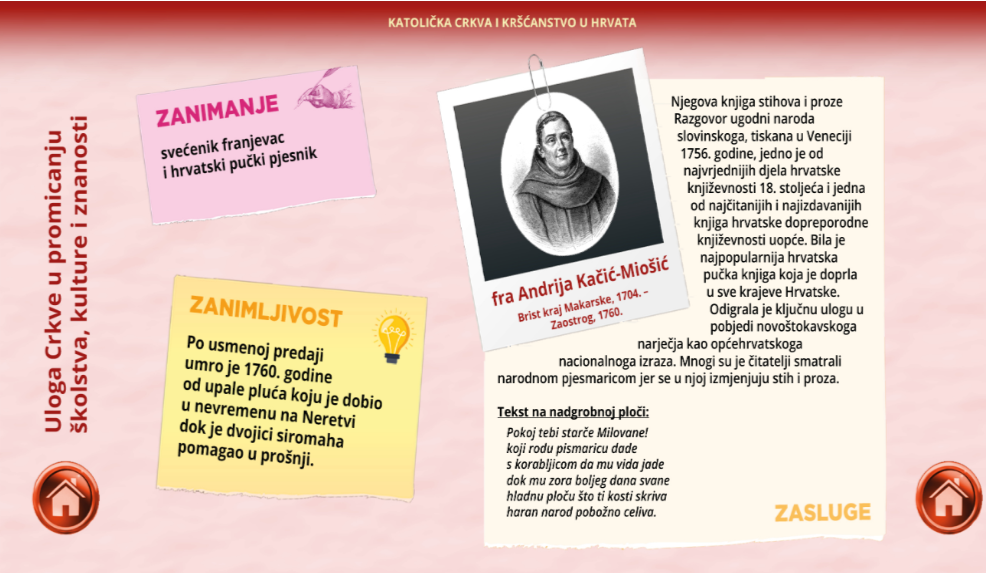 KATOLIČKA CRKVA I KRŠĆANSTVO U HRVATA
Uloga Crkve u promicanju
školstva, kulture i znanosti
ZANIMANJE
svećenik franjevac
i hrvatski pučki pjesnik
ZANIMLJIVOST
Po usmenoj predaji
umro je 1760. godine
od upale pluća koju je dobio
u nevremenu na Neretvi
dok je dvojici siromaha
pomagao u prošnji.
fra Andrija Kačić-Miošić
Brist kraj Makarske, 1704. –
Zaostrog, 1760.
Njegova knjiga stihova i proze
Razgovor ugodni naroda
slovinskoga, tiskana u Veneciji
1756. godine, jedno je od
najvrjednijih djela hrvatske
književnosti 18. stoljeća i jedna
od najčitanijih i najizdavanijih
knjiga hrvatske dopreporodne
književnosti uopće. Bila je
najpopularnija hrvatska
pučka knjiga koja je doprla
u sve krajeve Hrvatske.
Odigrala je ključnu ulogu u
pobjedi novoštokavskoga
narječja kao općehrvatskoga
nacionalnoga izraza. Mnogi su je čitatelji smatrali
narodnom pjesmaricom jer se u njoj izmjenjuju stih i proza.
Tekst na nadgrobnoj ploči:
Pokoj tebi starče Milovane!
koji rodu pismaricu dade
s korabljicom da mu vida jade
dok mu zora boljeg dana svane
hladnu ploču što ti kosti skriva
haran narod pobožno celiva.
ZASLUGE